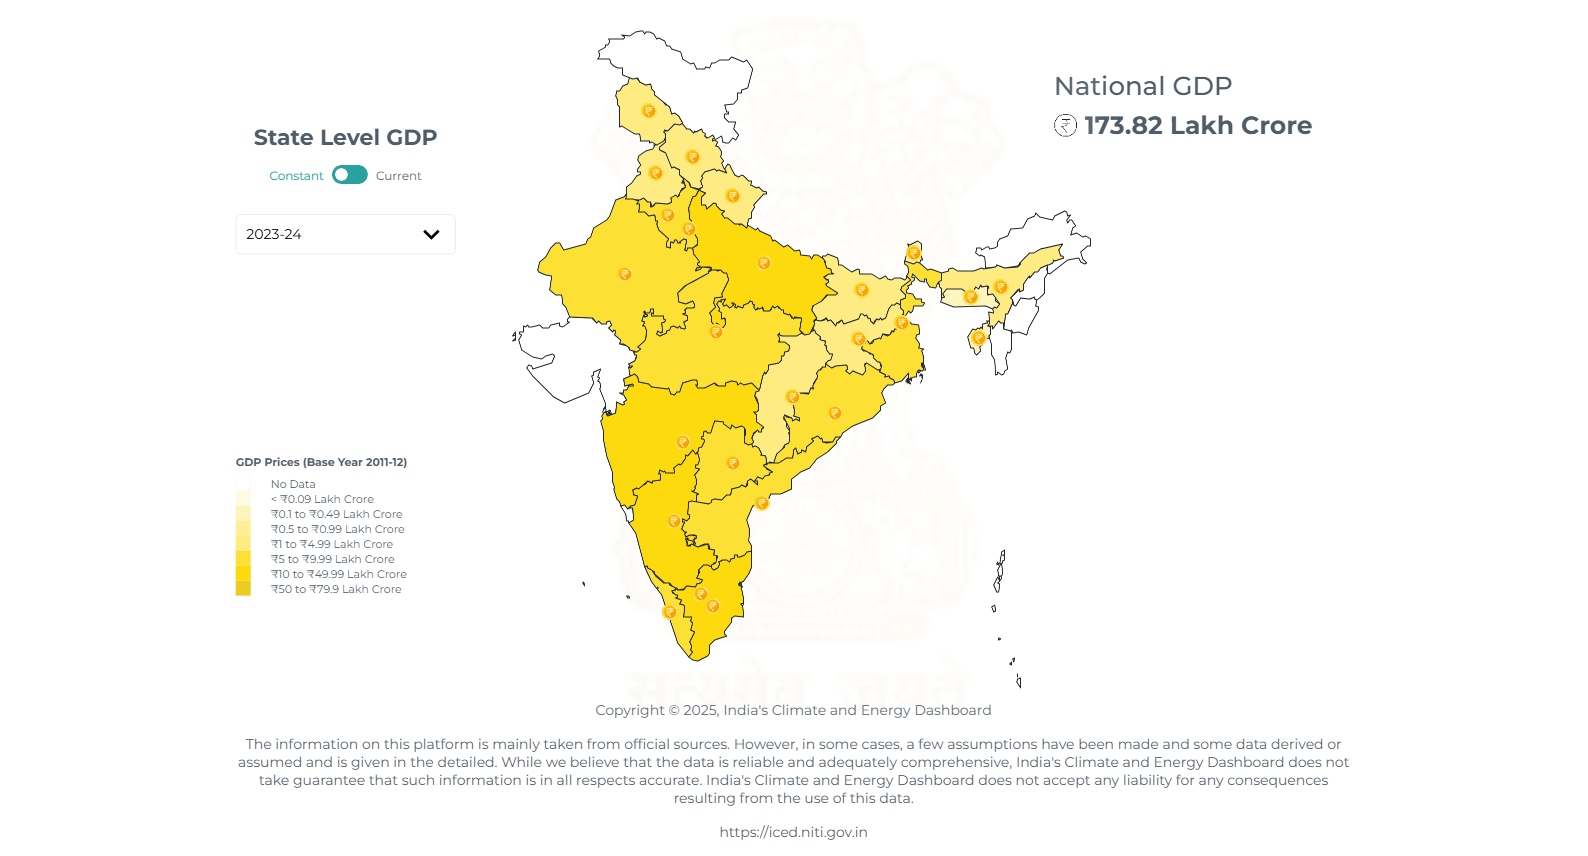 National GDP
₹ 173.82 Lakh Crore
State Level GDP
Constant Current
2023-24
GDP Prices (Base Year 2011-12)
No Data
< ₹0.09 Lakh Crore
₹0.1 to ₹0.49 Lakh Crore
₹0.5 to ₹0.99 Lakh Crore
₹1 to ₹4.99 Lakh Crore
₹5 to ₹9.99 Lakh Crore
₹10 to ₹49.99 Lakh Crore
₹50 to ₹79.9 Lakh Crore
सत्यमेव जयते
Copyright © 2025, India's Climate and Energy Dashboard
The information on this platform is mainly taken from official sources. However, in some cases, a few assumptions have been made and some data derived or
assumed and is given in the detailed. While we believe that the data is reliable and adequately comprehensive, India's Climate and Energy Dashboard does not
take guarantee that such information is in all respects accurate. India's Climate and Energy Dashboard does not accept any liability for any consequences
resulting from the use of this data.
https://iced.niti.gov.in